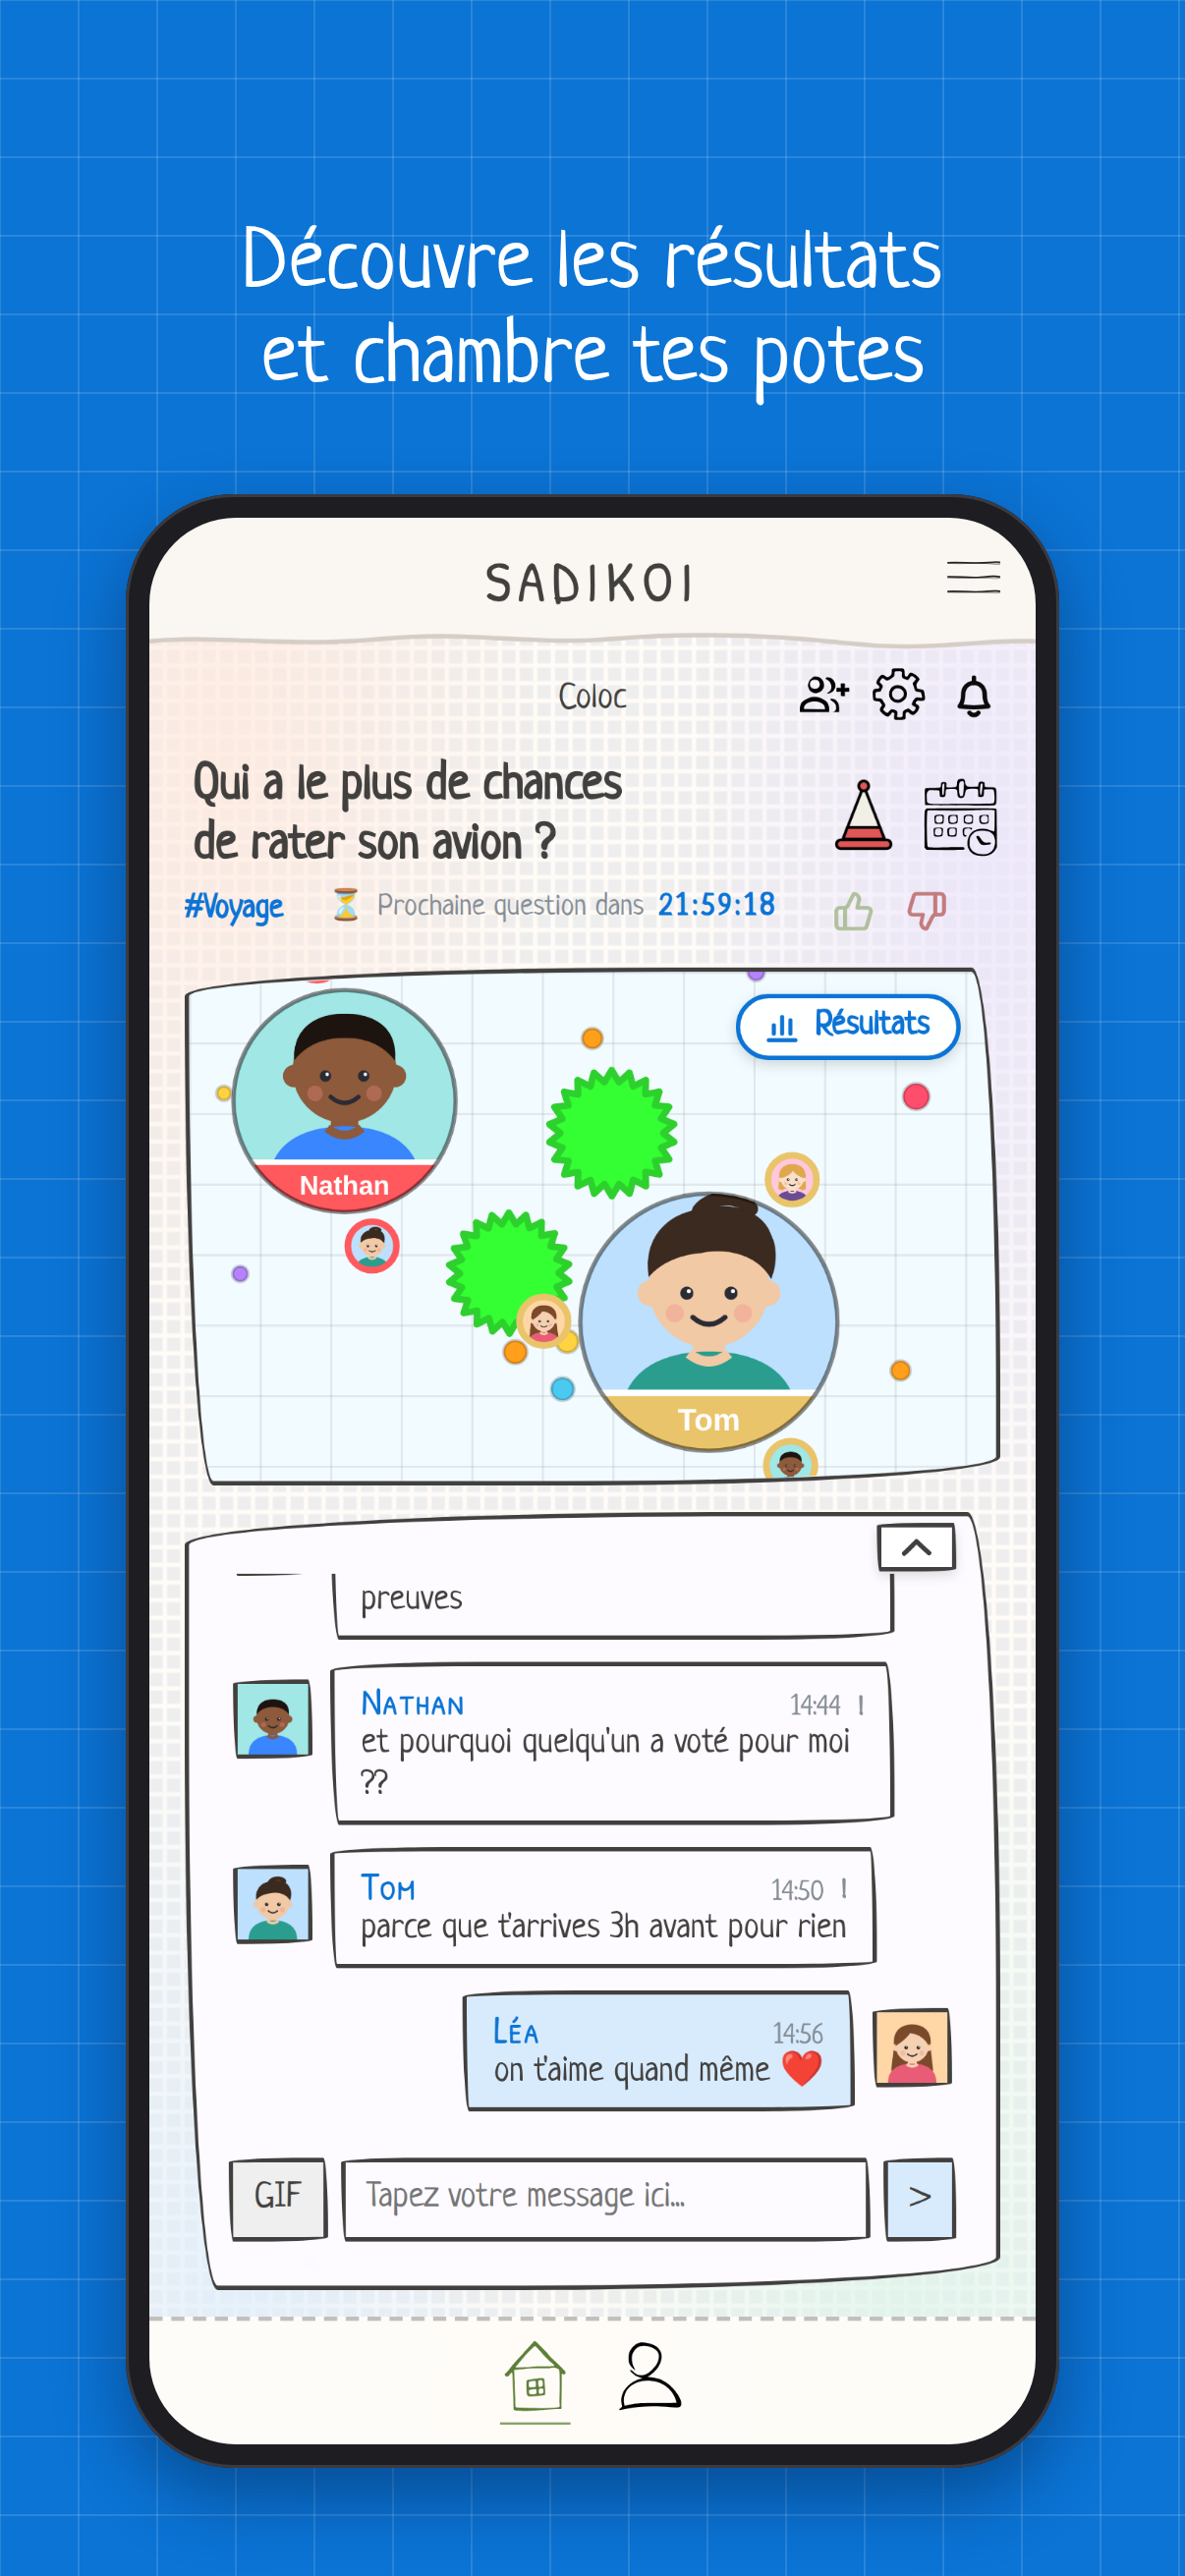 Découvre les résultats
et chambre tes potes
SADIKOI
Coloc
Qui a le plus de chances
de rater son avion ?
#Voyage ⏳ Prochaine question dans 21:59:18
Résultats
Nathan
Tom
preuves
Nathan 14:44 !
et pourquoi quelqu'un a voté pour moi
??
Tom 14:50 !
parce que t'arrives 3h avant pour rien
Léa 14:56
on t'aime quand même ❤️
GIF Tapez votre message ici... >